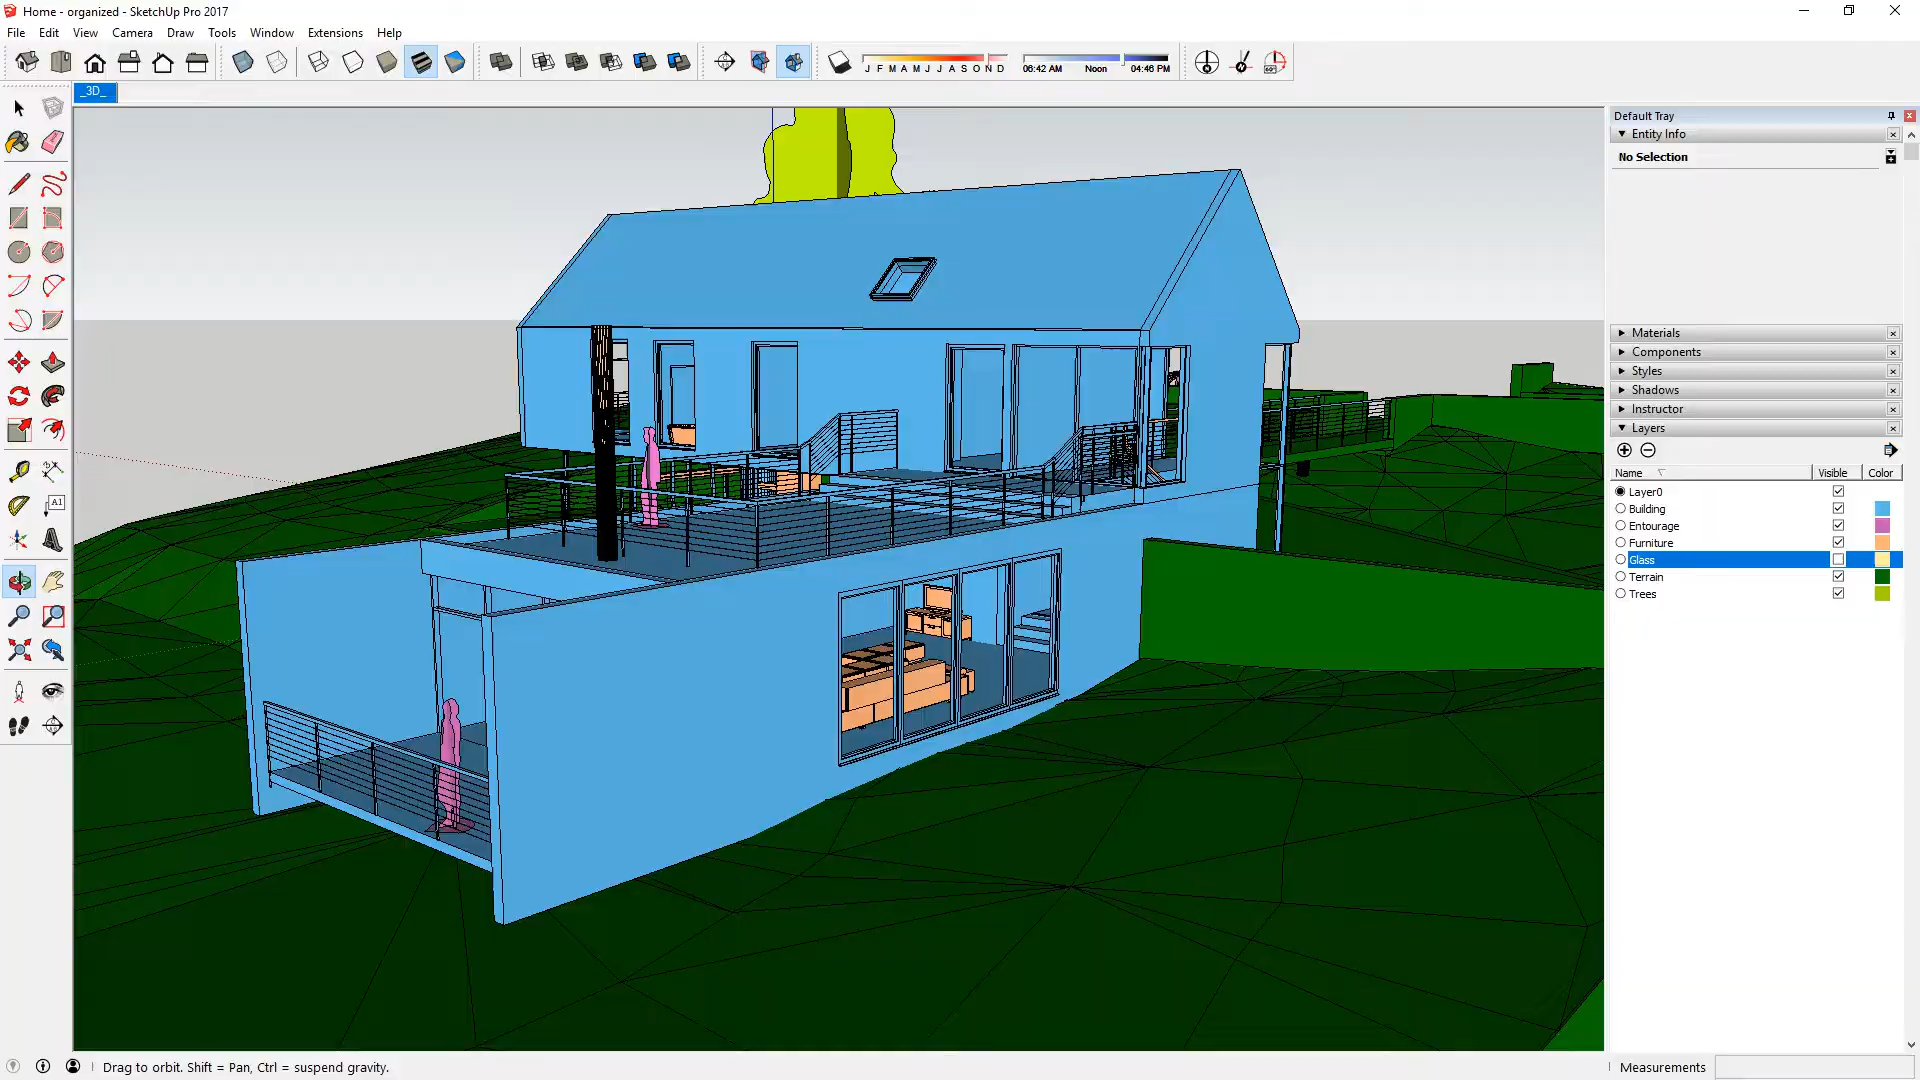 Home - organized - SketchUp Pro 2017
File Edit View Camera Draw Tools Window Extensions Help
J F M A M J J A S O N D
06:42 AM Noon 04:46 PM
_3D_
Default Tray
Entity Info
No Selection
Materials
Components
Styles
Shadows
Instructor
Layers
Name Visible Color
Layer0
Building
Entourage
Furniture
Glass
Terrain
Trees
Drag to orbit. Shift = Pan, Ctrl = suspend gravity.
Measurements